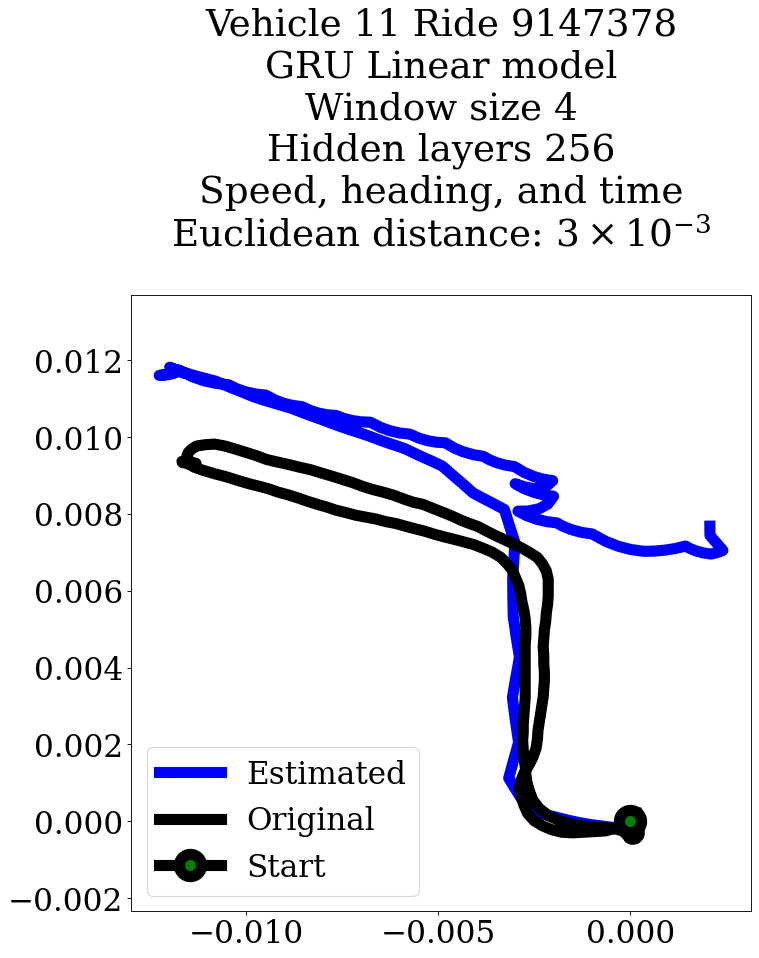 Vehicle 11 Ride 9147378
GRU Linear model
Window size 4
Hidden layers 256
Speed, heading, and time
Euclidean distance: 3 × 10⁻³
0.012
0.010
0.008
0.006
0.004
0.002
0.000
−0.002
Estimated
Original
Start
−0.010 −0.005 0.000